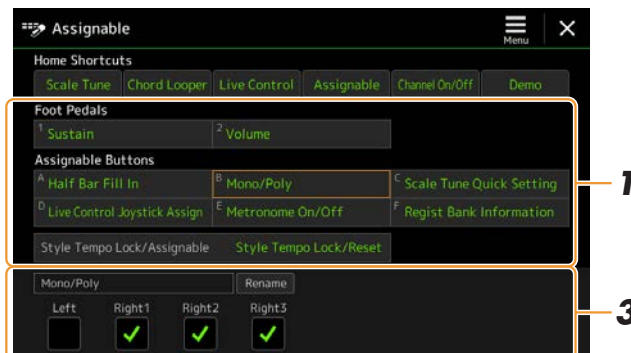 Assignable
Menu
Home Shortcuts
Scale Tune Chord Looper Live Control Assignable Channel On/Off Demo
Foot Pedals
1 Sustain 2 Volume
Assignable Buttons
A Half Bar Fill In B Mono/Poly C Scale Tune Quick Setting
D Live Control Joystick Assign E Metronome On/Off F Regist Bank Information
Style Tempo Lock/Assignable Style Tempo Lock/Reset
1
Mono/Poly Rename
Left Right1 Right2 Right3
3